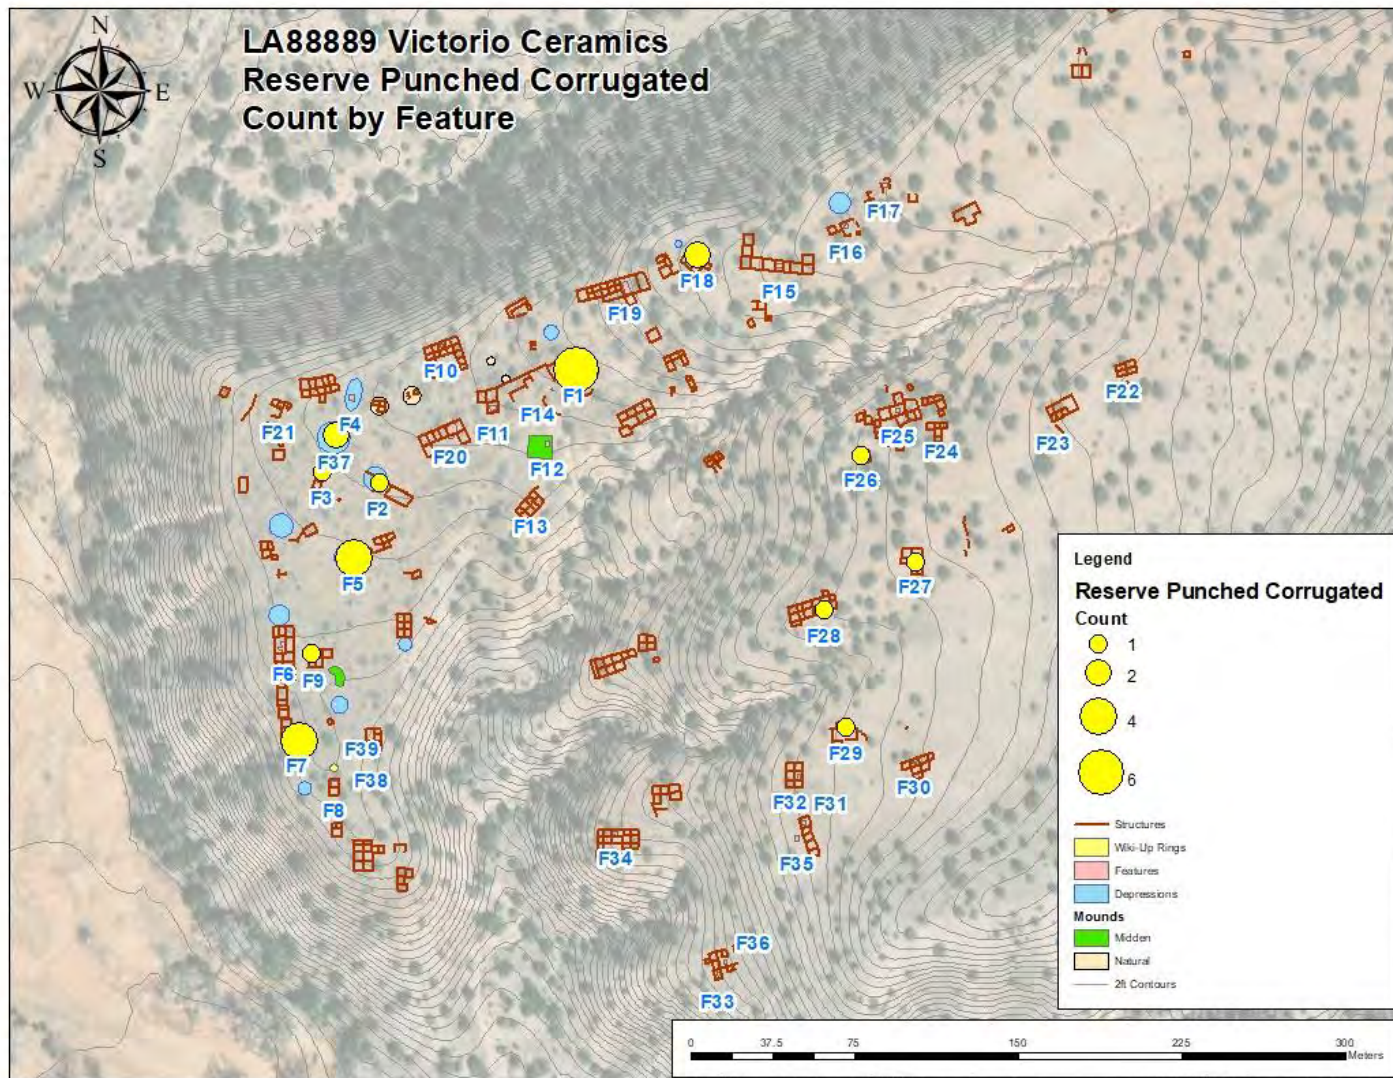 N
W
E
S
LA88889 Victorio Ceramics
Reserve Punched Corrugated
Count by Feature
F17
F16
F18
F15
F19
F10
F1
F14
F11
F21
F4
F37
F20
F12
F3
F2
F13
F5
F22
F23
F25
F24
F26
F27
F28
F6
F9
F7
F39
F38
F8
F29
F30
F32
F31
F34
F35
F36
F33
Legend
Reserve Punched Corrugated
Count
1
2
4
6
Structures
Wiki-Up Rings
Features
Depressions
Mounds
Midden
Natural
2ft Contours
0 37.5 75 150 225 300
Meters